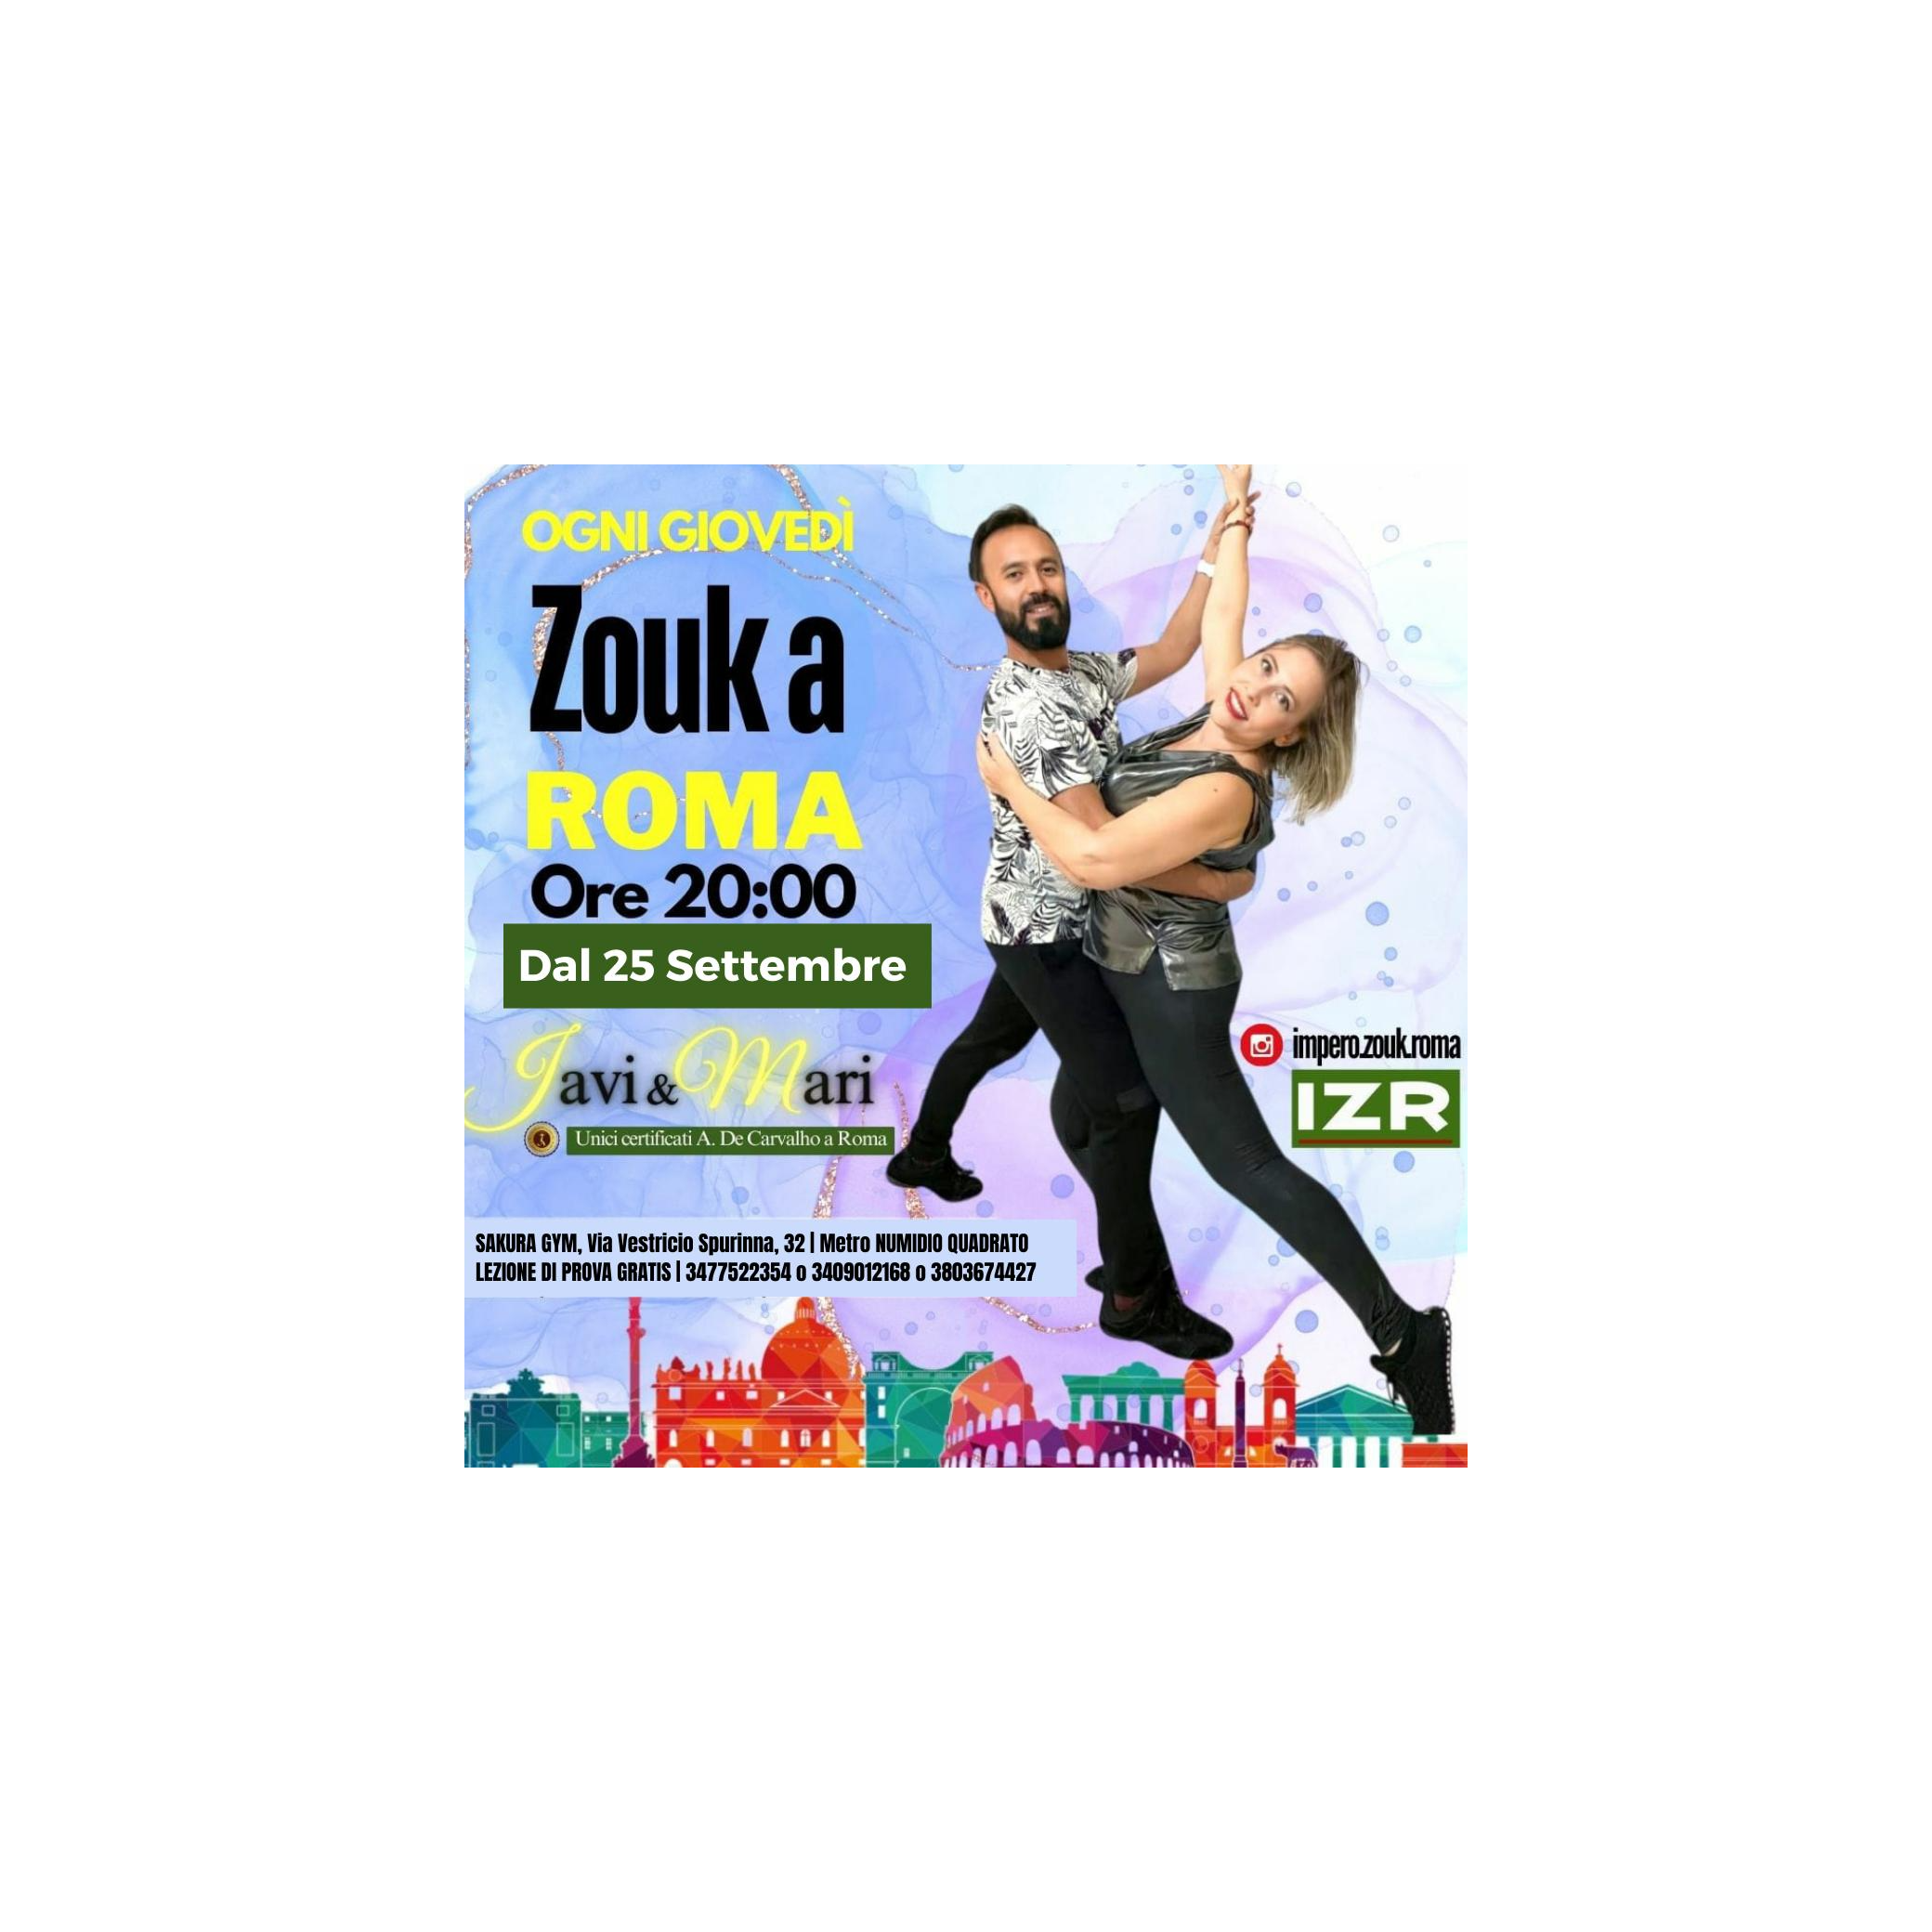 OGNI GIOVEDÌ
Zouk a
ROMA
Ore 20:00
Dal 25 Settembre
Javi & Mari
Unici certificati A. De Carvalho a Roma
impero.zouk.roma
IZR
SAKURA GYM, Via Vestricio Spurinna, 32 | Metro NUMIDIO QUADRATO
LEZIONE DI PROVA GRATIS | 3477522354 o 3409012168 o 3803674427